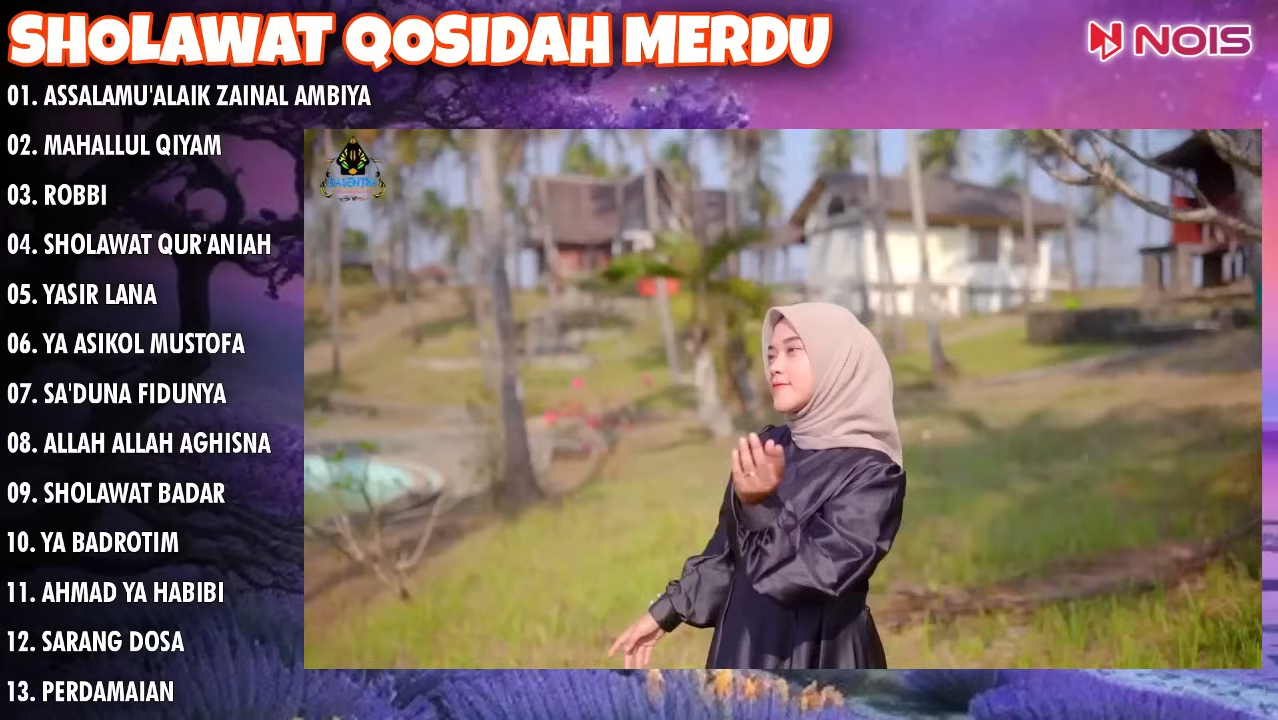 SHOLAWAT QOSIDAH MERDU
NOIS
01. ASSALAMU'ALAIK ZAINAL AMBIYA
02. MAHALLUL QIYAM
03. ROBBI
04. SHOLAWAT QUR'ANIAH
05. YASIR LANA
06. YA ASIKOL MUSTOFA
07. SA'DUNA FIDUNYA
08. ALLAH ALLAH AGHISNA
09. SHOLAWAT BADAR
10. YA BADROTIM
11. AHMAD YA HABIBI
12. SARANG DOSA
13. PERDAMAIAN